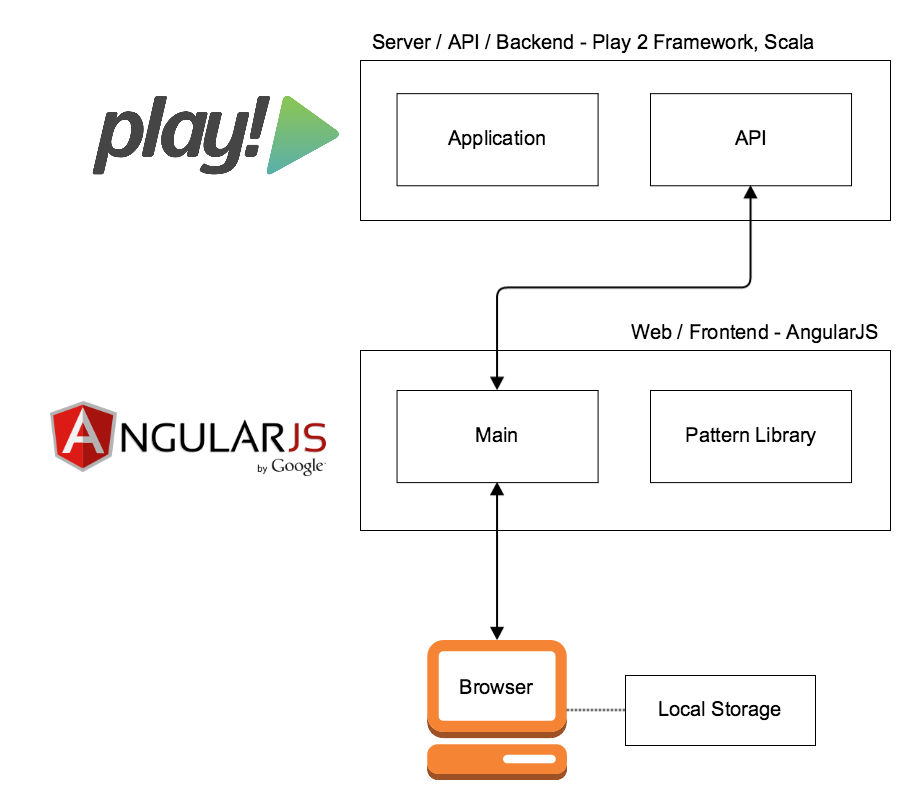 Server / API / Backend - Play 2 Framework, Scala
play!
Application
API
Web / Frontend - AngularJS
ANGULARJS
by Google
Main
Pattern Library
Browser
Local Storage